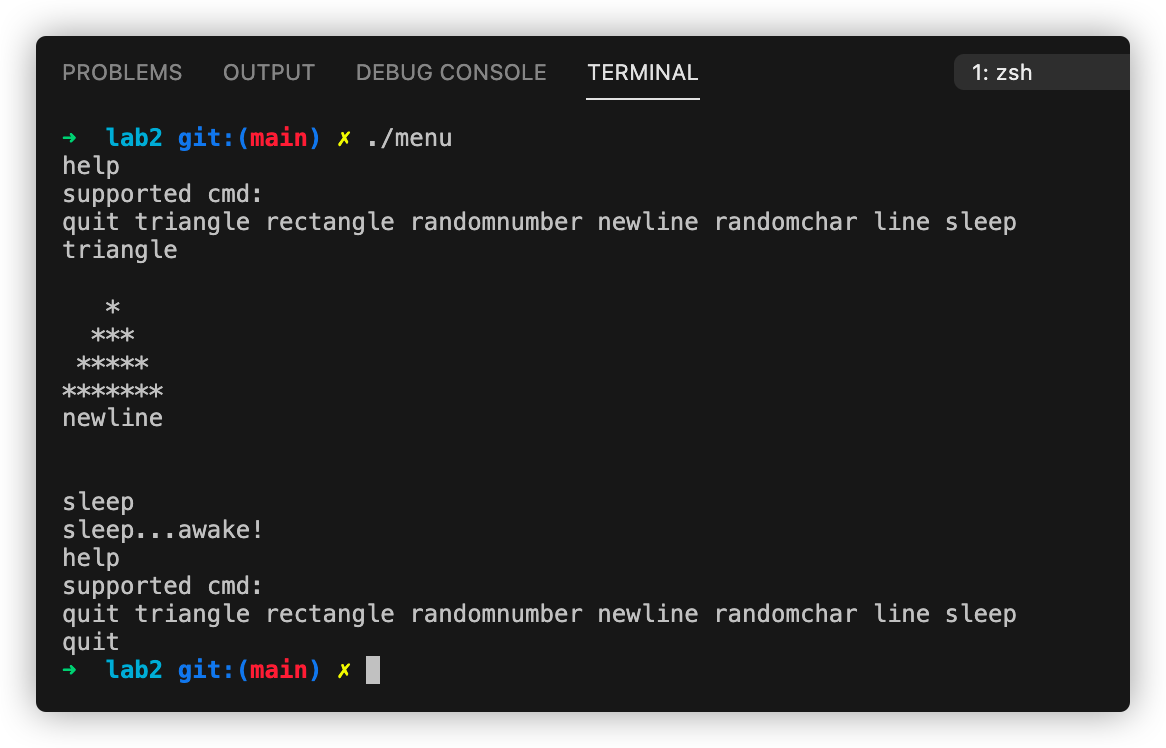 PROBLEMS OUTPUT DEBUG CONSOLE TERMINAL 1: zsh
➜  lab2 git:(main) ✗ ./menu
help
supported cmd:
quit triangle rectangle randomnumber newline randomchar line sleep
triangle

   *
  ***
 *****
*******
newline


sleep
sleep...awake!
help
supported cmd:
quit triangle rectangle randomnumber newline randomchar line sleep
quit
➜  lab2 git:(main) ✗